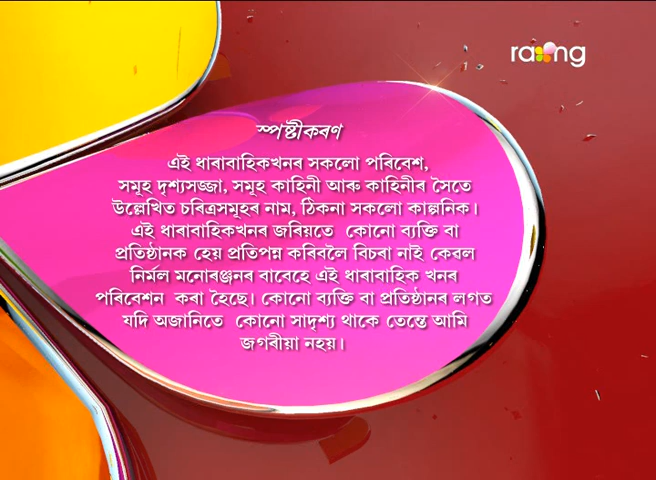 rang
স্পষ্টীকৰণ
এই ধাৰাবাহিকখনৰ সকলো পৰিবেশ,
সমূহ দৃশ্যসজ্জা, সমূহ কাহিনী আৰু কাহিনীৰ সৈতে
উল্লেখিত চৰিত্ৰসমূহৰ নাম, ঠিকনা সকলো কাল্পনিক।
এই ধাৰাবাহিকখনৰ জৰিয়তে কোনো ব্যক্তি বা
প্ৰতিষ্ঠানক হেয় প্ৰতিপন্ন কৰিবলৈ বিচৰা নাই কেৱল
নিৰ্মল মনোৰঞ্জনৰ বাবেহে এই ধাৰাবাহিক খনৰ
পৰিবেশন কৰা হৈছে। কোনো ব্যক্তি বা প্ৰতিষ্ঠানৰ লগত
যদি অজানিতে কোনো সাদৃশ্য থাকে তেন্তে আমি
জগৰীয়া নহয়।